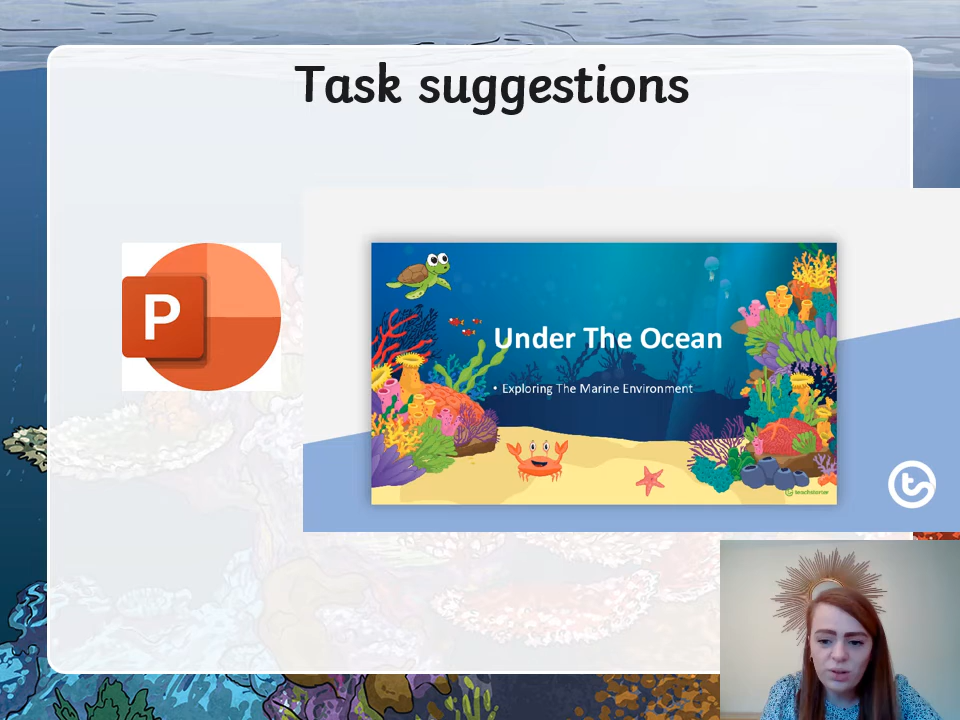 Task suggestions
P
Under The Ocean
• Exploring The Marine Environment
teachstarter